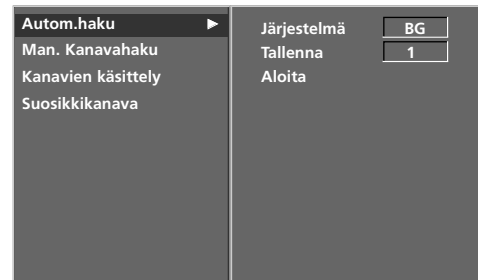 Autom.haku ►
Man. Kanavahaku
Kanavien käsittely
Suosikkikanava
Järjestelmä BG
Tallenna 1
Aloita